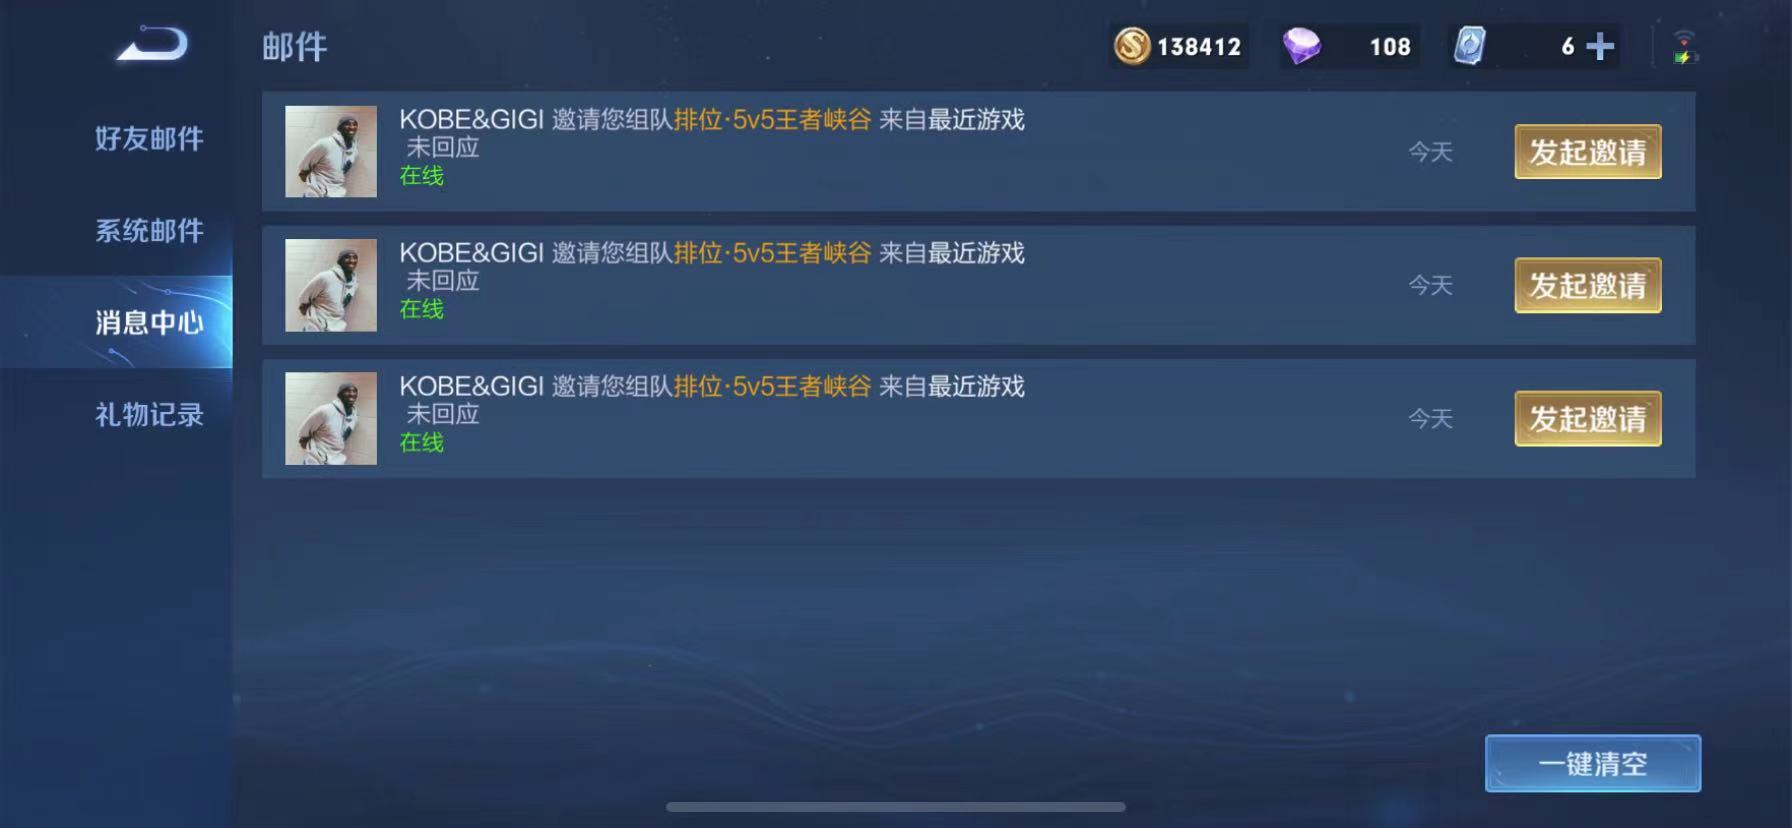 邮件
138412
108
6
好友邮件
系统邮件
消息中心
礼物记录
KOBE&GIGI 邀请您组队排位·5v5王者峡谷 来自最近游戏
未回应
在线
今天
发起邀请
KOBE&GIGI 邀请您组队排位·5v5王者峡谷 来自最近游戏
未回应
在线
今天
发起邀请
KOBE&GIGI 邀请您组队排位·5v5王者峡谷 来自最近游戏
未回应
在线
今天
发起邀请
一键清空